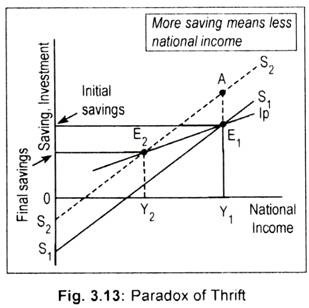 More saving means less
national income
S2
A
S1
Ip
Initial
savings
E2
E1
Saving, Investment
Final savings
0
S2
S1
Y2
Y1
National
Income
Fig. 3.13: Paradox of Thrift